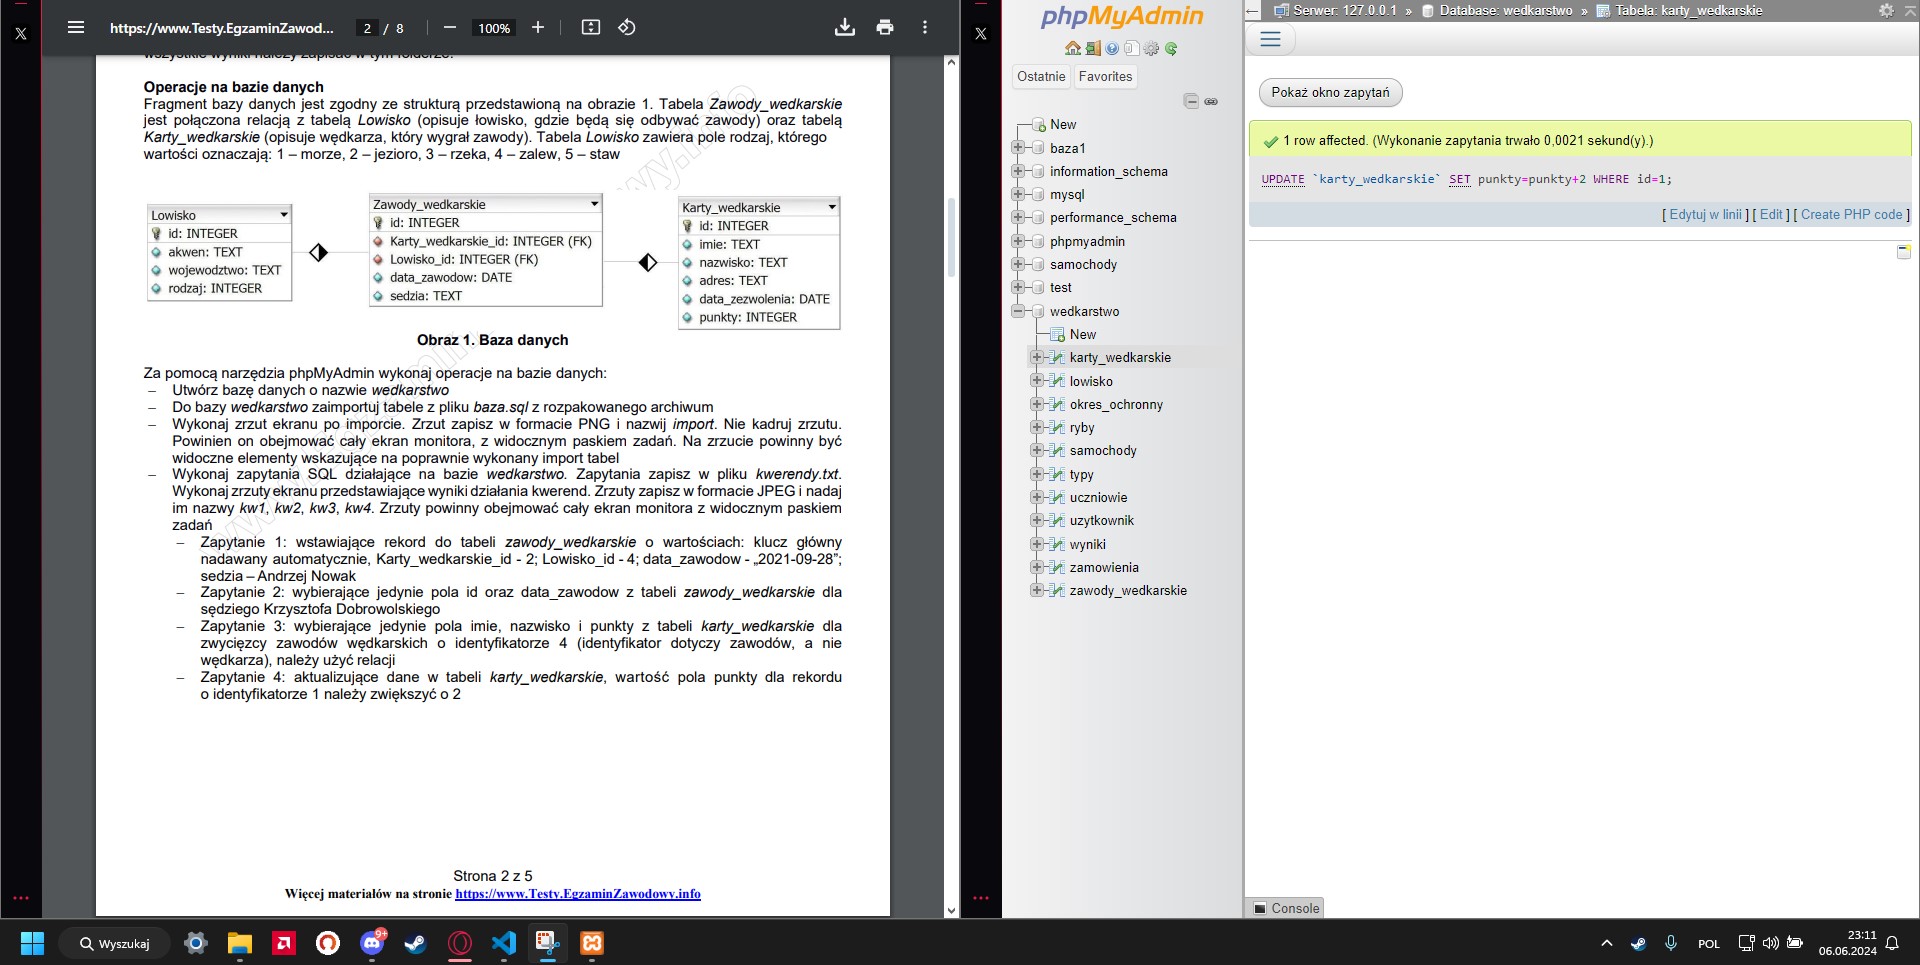 https://www.Testy.EgzaminZawod...
2 / 8
100%
wszystkie wyniki należy zapisać w tym folderze.
Operacje na bazie danych
Fragment bazy danych jest zgodny ze strukturą przedstawioną na obrazie 1. Tabela Zawody_wedkarskie
jest połączona relacją z tabelą Lowisko (opisuje łowisko, gdzie będą się odbywać zawody) oraz tabelą
Karty_wedkarskie (opisuje wędkarza, który wygrał zawody). Tabela Lowisko zawiera pole rodzaj, którego
wartości oznaczają: 1 – morze, 2 – jezioro, 3 – rzeka, 4 – zalew, 5 – staw
Lowisko
id: INTEGER
akwen: TEXT
wojewodztwo: TEXT
rodzaj: INTEGER
Zawody_wedkarskie
id: INTEGER
Karty_wedkarskie_id: INTEGER (FK)
Lowisko_id: INTEGER (FK)
data_zawodow: DATE
sedzia: TEXT
Karty_wedkarskie
id: INTEGER
imie: TEXT
nazwisko: TEXT
adres: TEXT
data_zezwolenia: DATE
punkty: INTEGER
Obraz 1. Baza danych
Za pomocą narzędzia phpMyAdmin wykonaj operacje na bazie danych:
– Utwórz bazę danych o nazwie wedkarstwo
– Do bazy wedkarstwo zaimportuj tabele z pliku baza.sql z rozpakowanego archiwum
– Wykonaj zrzut ekranu po imporcie. Zrzut zapisz w formacie PNG i nazwij import. Nie kadruj zrzutu.
Powinien on obejmować cały ekran monitora, z widocznym paskiem zadań. Na zrzucie powinny być
widoczne elementy wskazujące na poprawnie wykonany import tabel
– Wykonaj zapytania SQL działające na bazie wedkarstwo. Zapytania zapisz w pliku kwerendy.txt.
Wykonaj zrzuty ekranu przedstawiające wyniki działania kwerend. Zrzuty zapisz w formacie JPEG i nadaj
im nazwy kw1, kw2, kw3, kw4. Zrzuty powinny obejmować cały ekran monitora z widocznym paskiem
zadań
– Zapytanie 1: wstawiające rekord do tabeli zawody_wedkarskie o wartościach: klucz główny
nadawany automatycznie, Karty_wedkarskie_id - 2; Lowisko_id - 4; data_zawodow - „2021-09-28”;
sedzia – Andrzej Nowak
– Zapytanie 2: wybierające jedynie pola id oraz data_zawodow z tabeli zawody_wedkarskie dla
sędziego Krzysztofa Dobrowolskiego
– Zapytanie 3: wybierające jedynie pola imie, nazwisko i punkty z tabeli karty_wedkarskie dla
zwycięzcy zawodów wędkarskich o identyfikatorze 4 (identyfikator dotyczy zawodów, a nie
wędkarza), należy użyć relacji
– Zapytanie 4: aktualizujące dane w tabeli karty_wedkarskie, wartość pola punkty dla rekordu
o identyfikatorze 1 należy zwiększyć o 2
Strona 2 z 5
Więcej materiałów na stronie https://www.Testy.EgzaminZawodowy.info
phpMyAdmin
Ostatnie Favorites
New
baza1
information_schema
mysql
performance_schema
phpmyadmin
samochody
test
wedkarstwo
New
karty_wedkarskie
lowisko
okres_ochronny
ryby
samochody
typy
uczniowie
uzytkownik
wyniki
zamowienia
zawody_wedkarskie
Serwer: 127.0.0.1 » Database: wedkarstwo » Tabela: karty_wedkarskie
Pokaż okno zapytań
1 row affected. (Wykonanie zapytania trwało 0,0021 sekund(y).)
UPDATE `karty_wedkarskie` SET punkty=punkty+2 WHERE id=1;
[ Edytuj w linii ] [ Edit ] [ Create PHP code ]
Console
Wyszukaj
9+
POL
23:11
06.06.2024